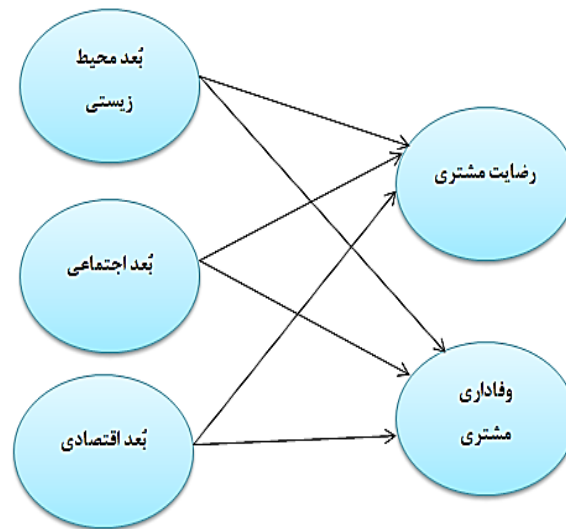 بُعد محیط
زیستی
رضایت مشتری
بُعد اجتماعی
وفاداری
مشتری
بُعد اقتصادی